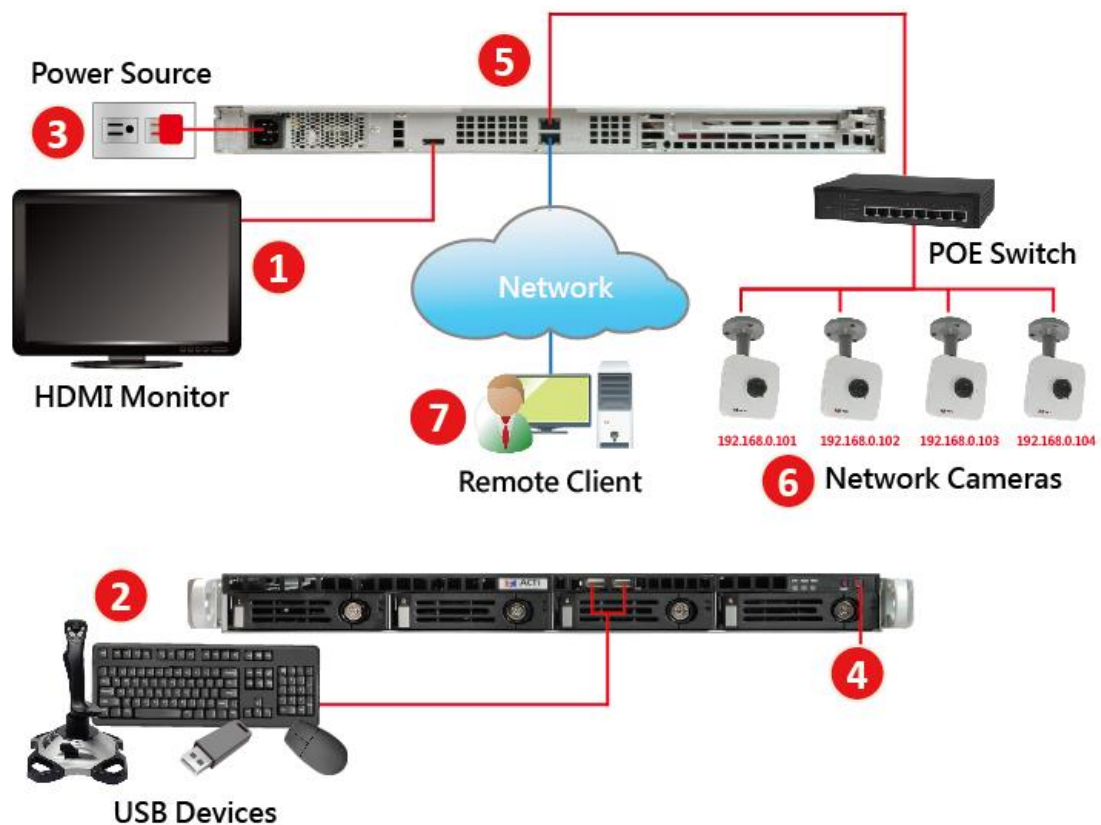 5
Power Source
3
1
POE Switch
Network
HDMI Monitor
7
192.168.0.101 192.168.0.102 192.168.0.103 192.168.0.104
Remote Client
6 Network Cameras
2
ACTi
4
USB Devices